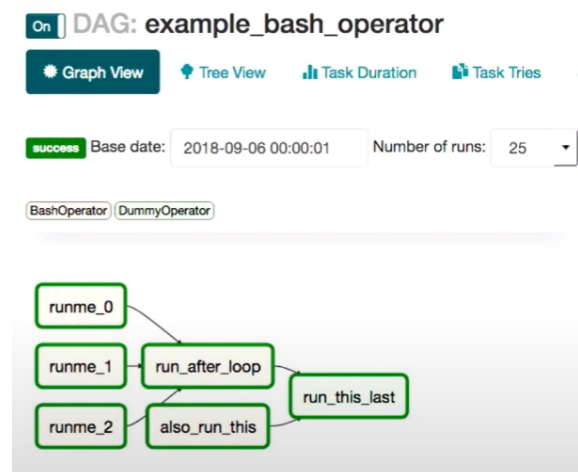 On DAG: example_bash_operator
Graph View Tree View Task Duration Task Tries
success Base date: 2018-09-06 00:00:01 Number of runs: 25
BashOperator DummyOperator
runme_0
runme_1 run_after_loop
run_this_last
runme_2 also_run_this